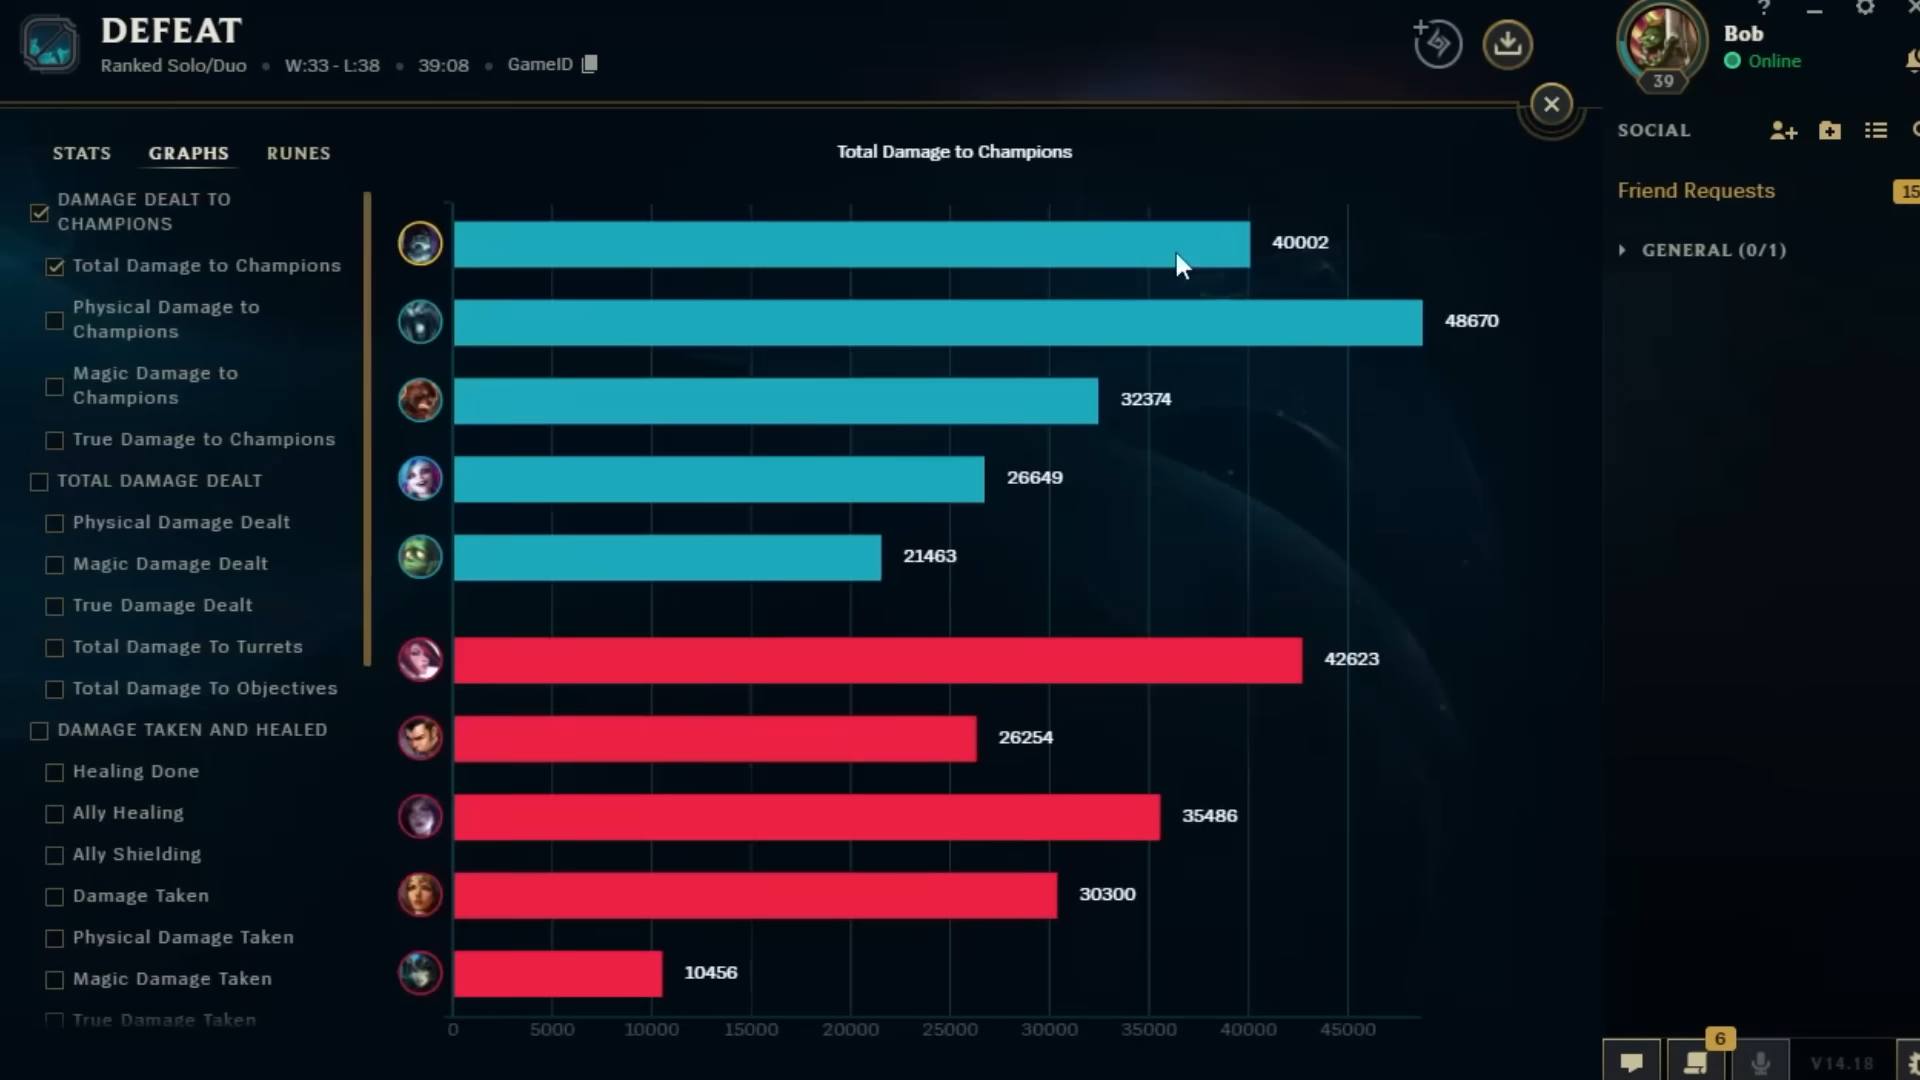 DEFEAT
Ranked Solo/Duo • W:33 - L:38 • 39:08 • GameID
39
Bob
Online
?
STATS GRAPHS RUNES
DAMAGE DEALT TO
CHAMPIONS
Total Damage to Champions
Physical Damage to
Champions
Magic Damage to
Champions
True Damage to Champions
TOTAL DAMAGE DEALT
Physical Damage Dealt
Magic Damage Dealt
True Damage Dealt
Total Damage To Turrets
Total Damage To Objectives
DAMAGE TAKEN AND HEALED
Healing Done
Ally Healing
Ally Shielding
Damage Taken
Physical Damage Taken
Magic Damage Taken
True Damage Taken
Total Damage to Champions
40002
48670
32374
26649
21463
42623
26254
35486
30300
10456
0 5000 10000 15000 20000 25000 30000 35000 40000 45000
SOCIAL
Friend Requests 15
GENERAL (0/1)
6
V14.18